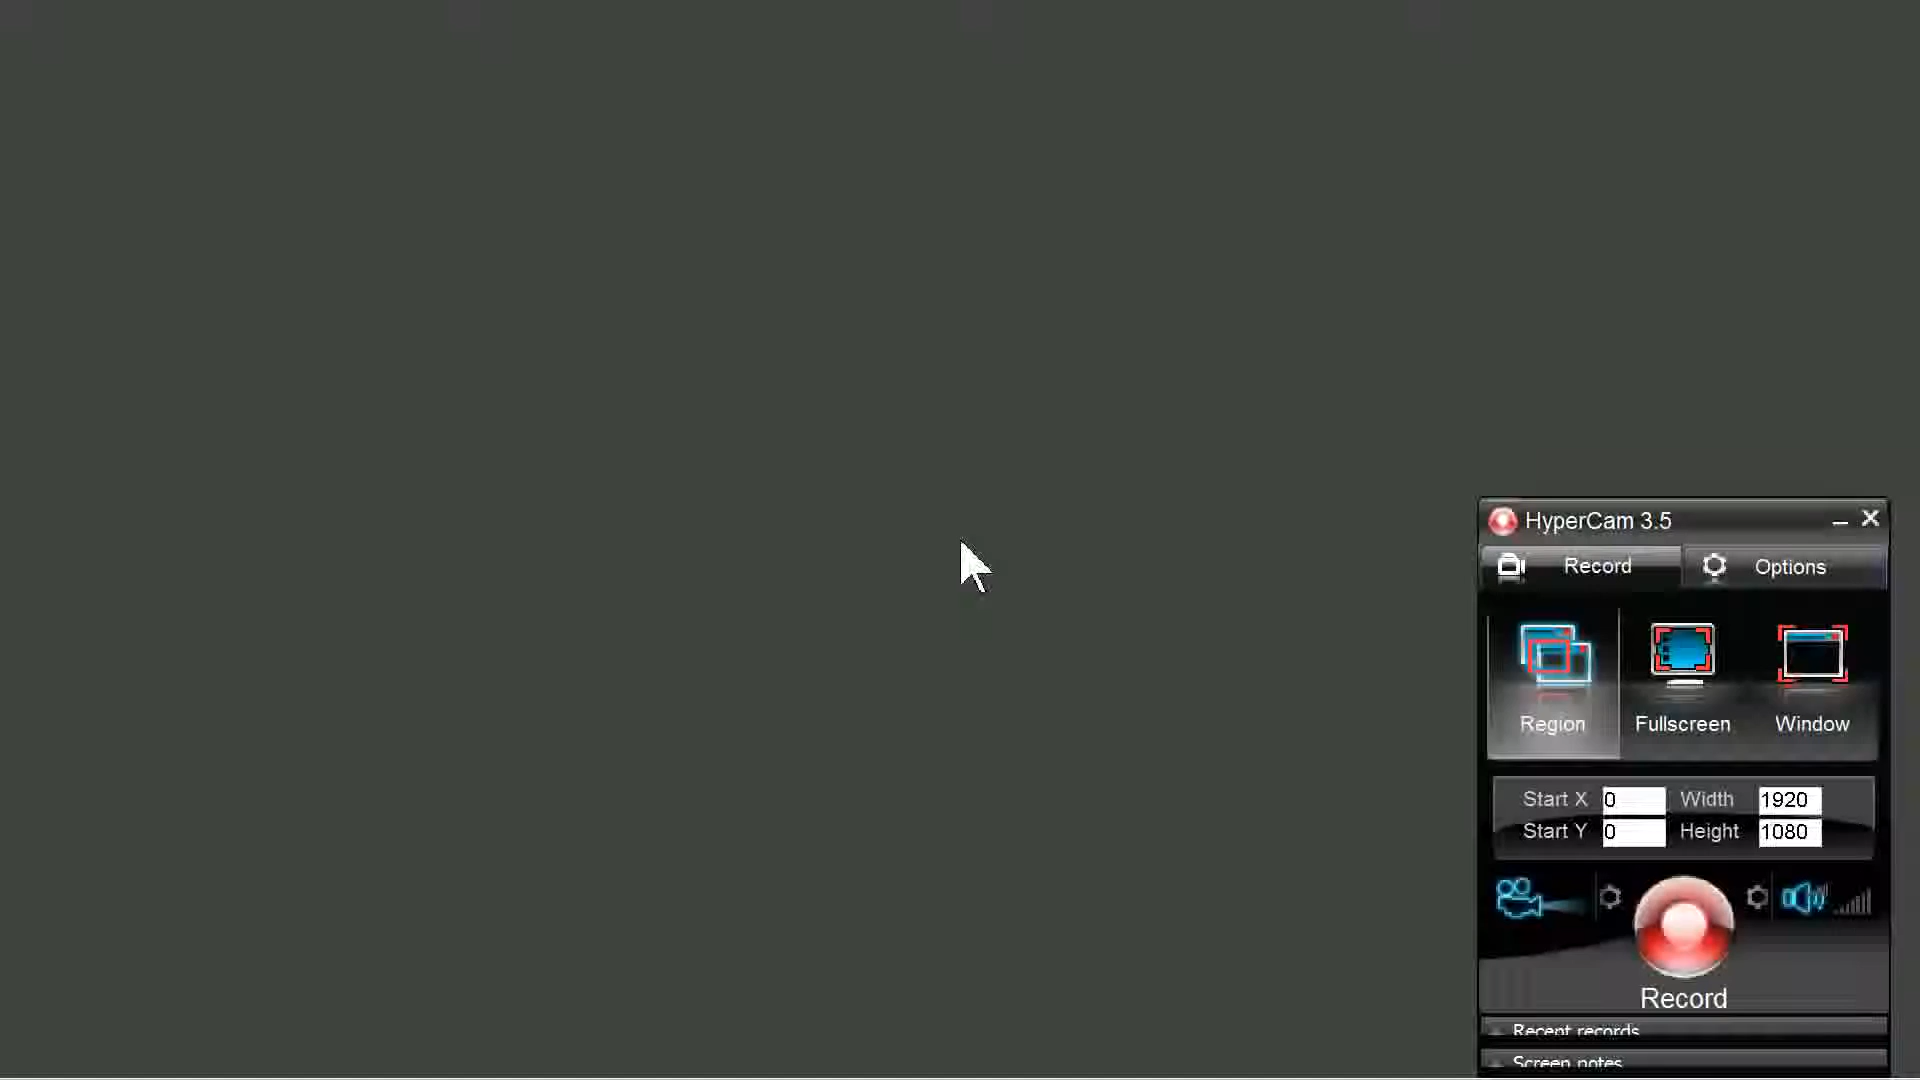 HyperCam 3.5
Record
Options
Region
Fullscreen
Window
Start X 0 Width 1920
Start Y 0 Height 1080
Record
Recent records
Screen notes